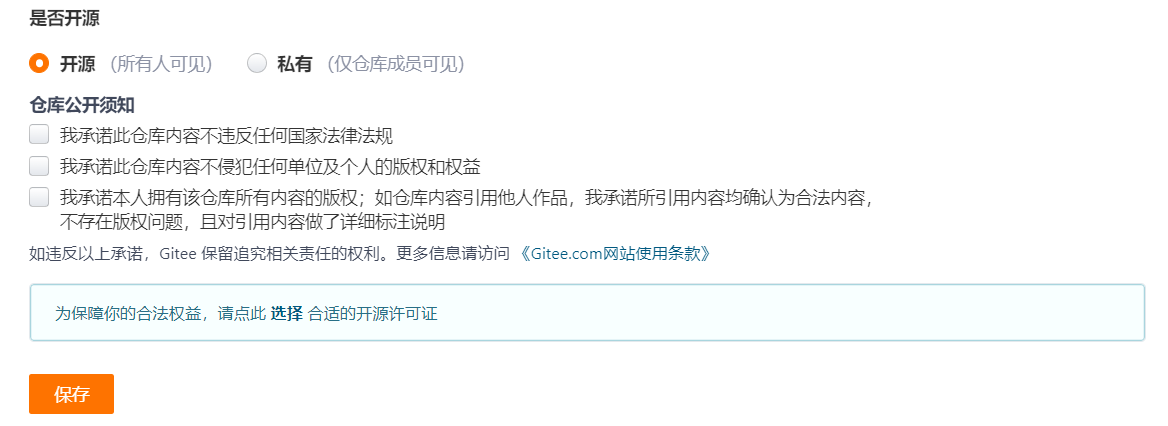 是否开源
开源 (所有人可见) 私有 (仅仓库成员可见)
仓库公开须知
我承诺此仓库内容不违反任何国家法律法规
我承诺此仓库内容不侵犯任何单位及个人的版权和权益
我承诺本人拥有该仓库所有内容的版权；如仓库内容引用他人作品，我承诺所引用内容均确认为合法内容，
不存在版权问题，且对引用内容做了详细标注说明
如违反以上承诺，Gitee 保留追究相关责任的权利。更多信息请访问 《Gitee.com网站使用条款》
为保障你的合法权益，请点此 选择 合适的开源许可证
保存